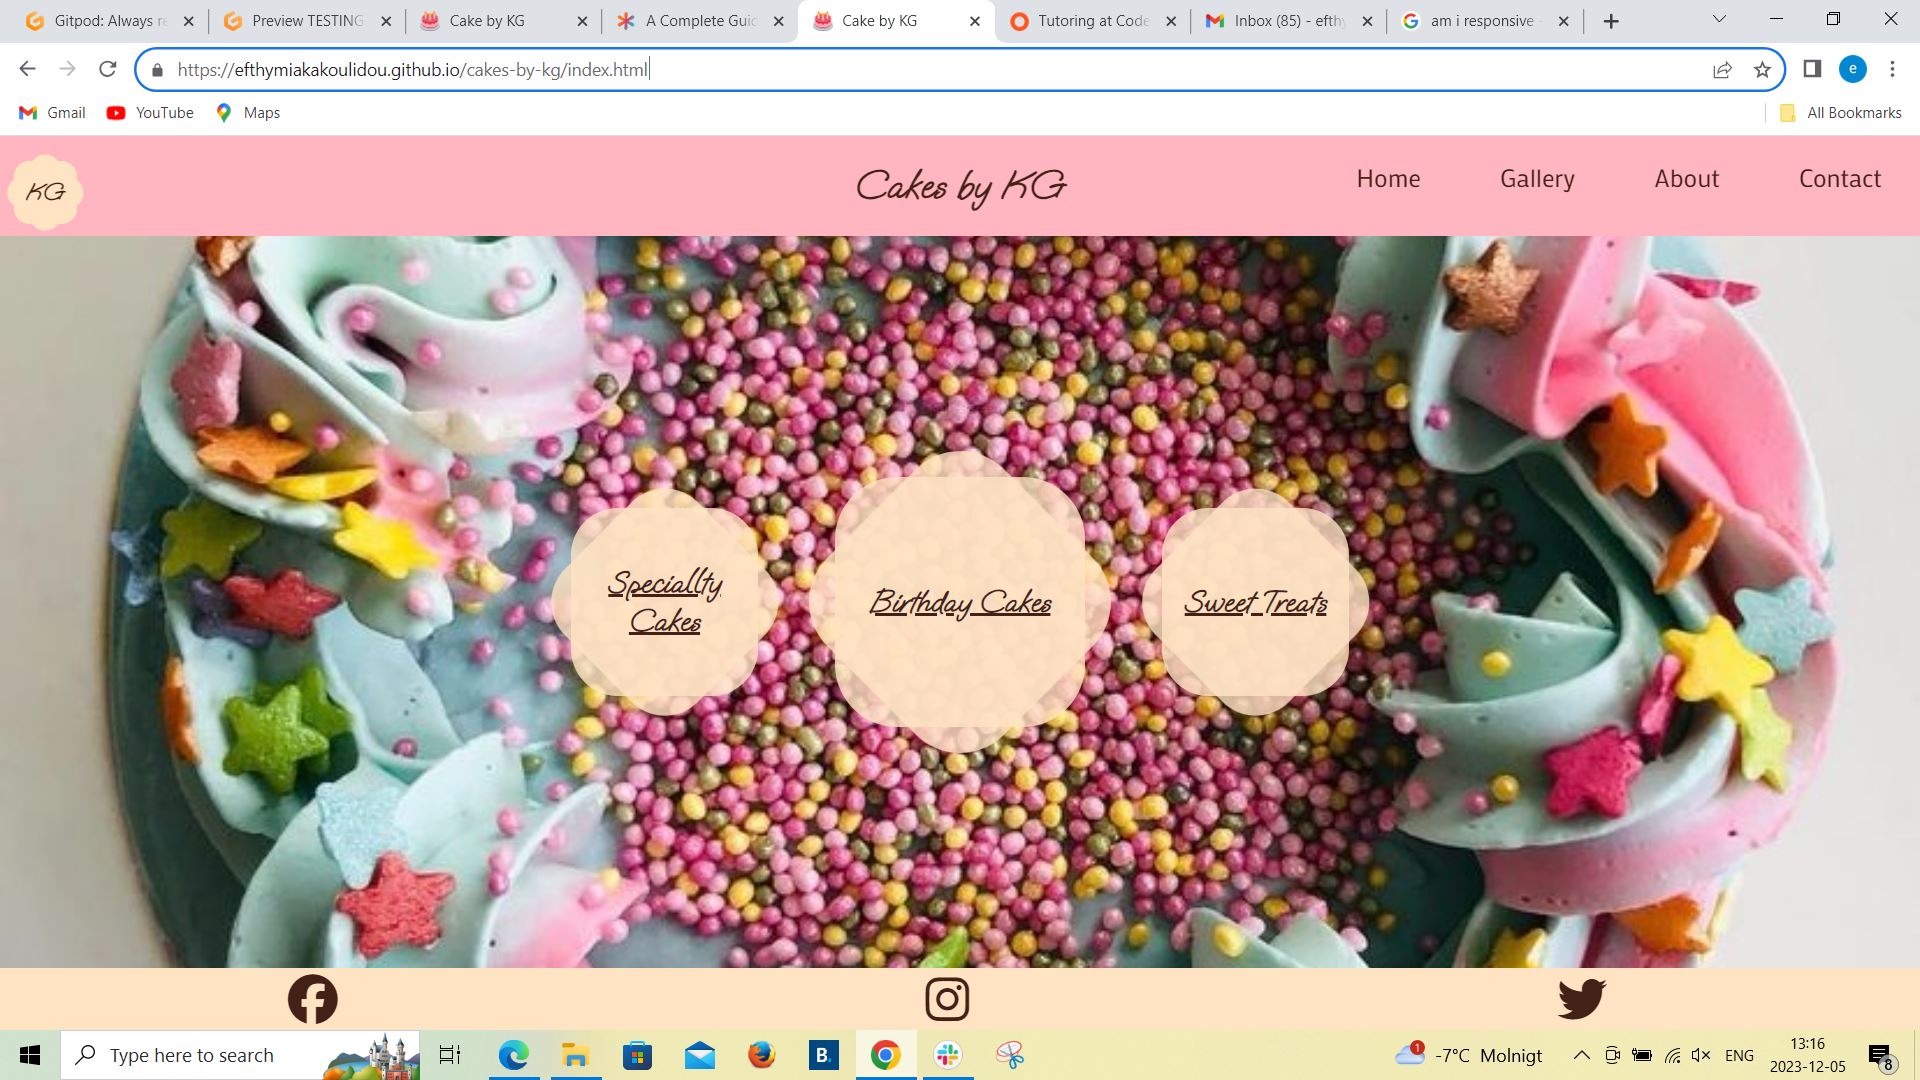 Gitpod: Always re
Preview TESTING
Cake by KG
A Complete Guid
Cake by KG
Tutoring at Code
Inbox (85) - efthy
am i responsive -
https://efthymiakakoulidou.github.io/cakes-by-kg/index.html
e
Gmail
YouTube
Maps
All Bookmarks
KG
Cakes by KG
Home
Gallery
About
Contact
Speciallty
Cakes
Birthday Cakes
Sweet Treats
Type here to search
B.
1
-7°C Molnigt
ENG
13:16
2023-12-05
8